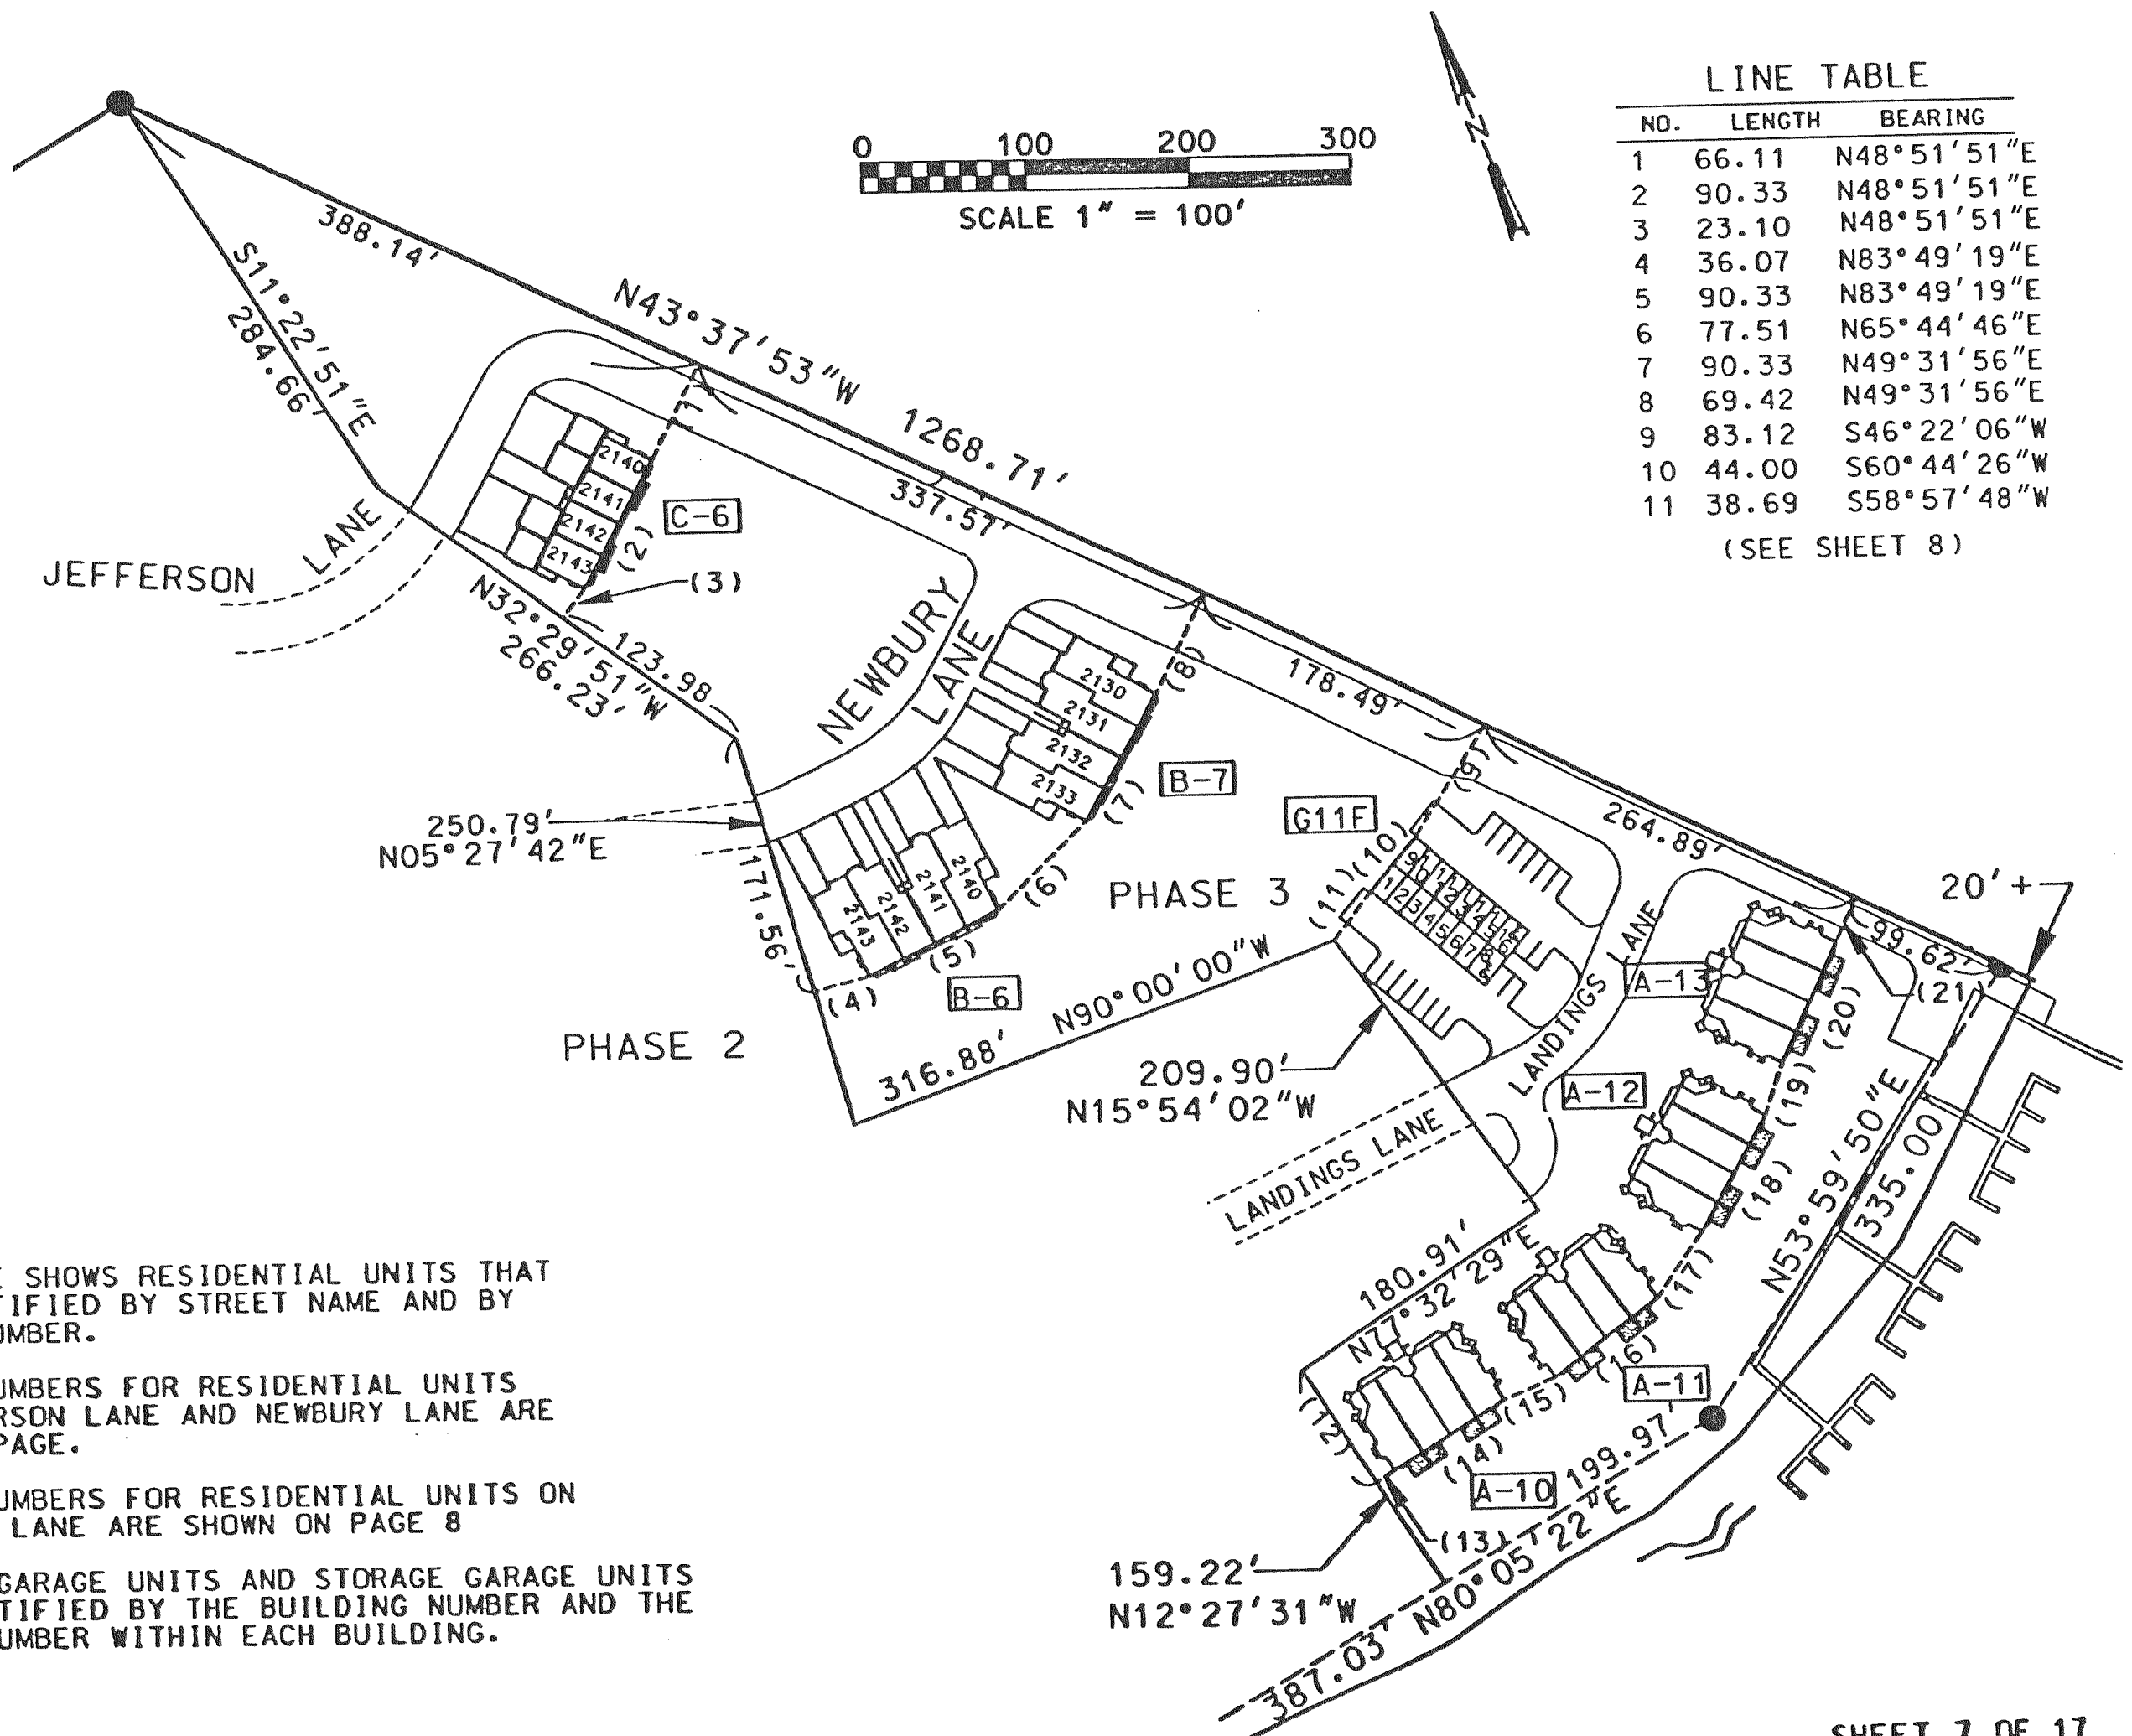 LINE TABLE
NO. LENGTH BEARING
1 66.11 N48°51'51"E
2 90.33 N48°51'51"E
3 23.10 N48°51'51"E
4 36.07 N83°49'19"E
5 90.33 N83°49'19"E
6 77.51 N65°44'46"E
7 90.33 N49°31'56"E
8 69.42 N49°31'56"E
9 83.12 S46°22'06"W
10 44.00 S60°44'26"W
11 38.69 S58°57'48"W
(SEE SHEET 8)
0 100 200 300
SCALE 1" = 100'
N
388.14'
S11°22'51"E
284.66'
N43°37'53"W 1268.71'
337.57'
178.49'
264.89'
99.62'
20'+
JEFFERSON
LANE
2140
2141
2142
2143
C-6
(2)
(3)
N32°29'51"W
266.23'
123.98
NEWBURY
LANE
2130
2131
2132
2133
(8)
(7)
B-7
250.79'
N05°27'42"E
171.56'
2143
2142
2141
2140
(4)
(5)
(6)
B-6
PHASE 2
PHASE 3
316.88' N90°00'00"W
G11F
(9)
(10)
(11)
1 2 3 4 5 6 7
LANDINGS LANE
LANDINGS LANE
209.90'
N15°54'02"W
A-13
(21)
(20)
(19)
A-12
(18)
(17)
N53°59'50"E
335.00
180.91'
N77°32'29"E
(16)
A-11
(15)
(14)
A-10
(12)
(13)
199.97'
159.22'
N12°27'31"W
387.03' N80°05'22"E
SHOWS RESIDENTIAL UNITS THAT
TIFIED BY STREET NAME AND BY
UMBER.
UMBERS FOR RESIDENTIAL UNITS
RSON LANE AND NEWBURY LANE ARE
PAGE.
UMBERS FOR RESIDENTIAL UNITS ON
LANE ARE SHOWN ON PAGE 8
GARAGE UNITS AND STORAGE GARAGE UNITS
TIFIED BY THE BUILDING NUMBER AND THE
UMBER WITHIN EACH BUILDING.
SHEET 7 OF 17